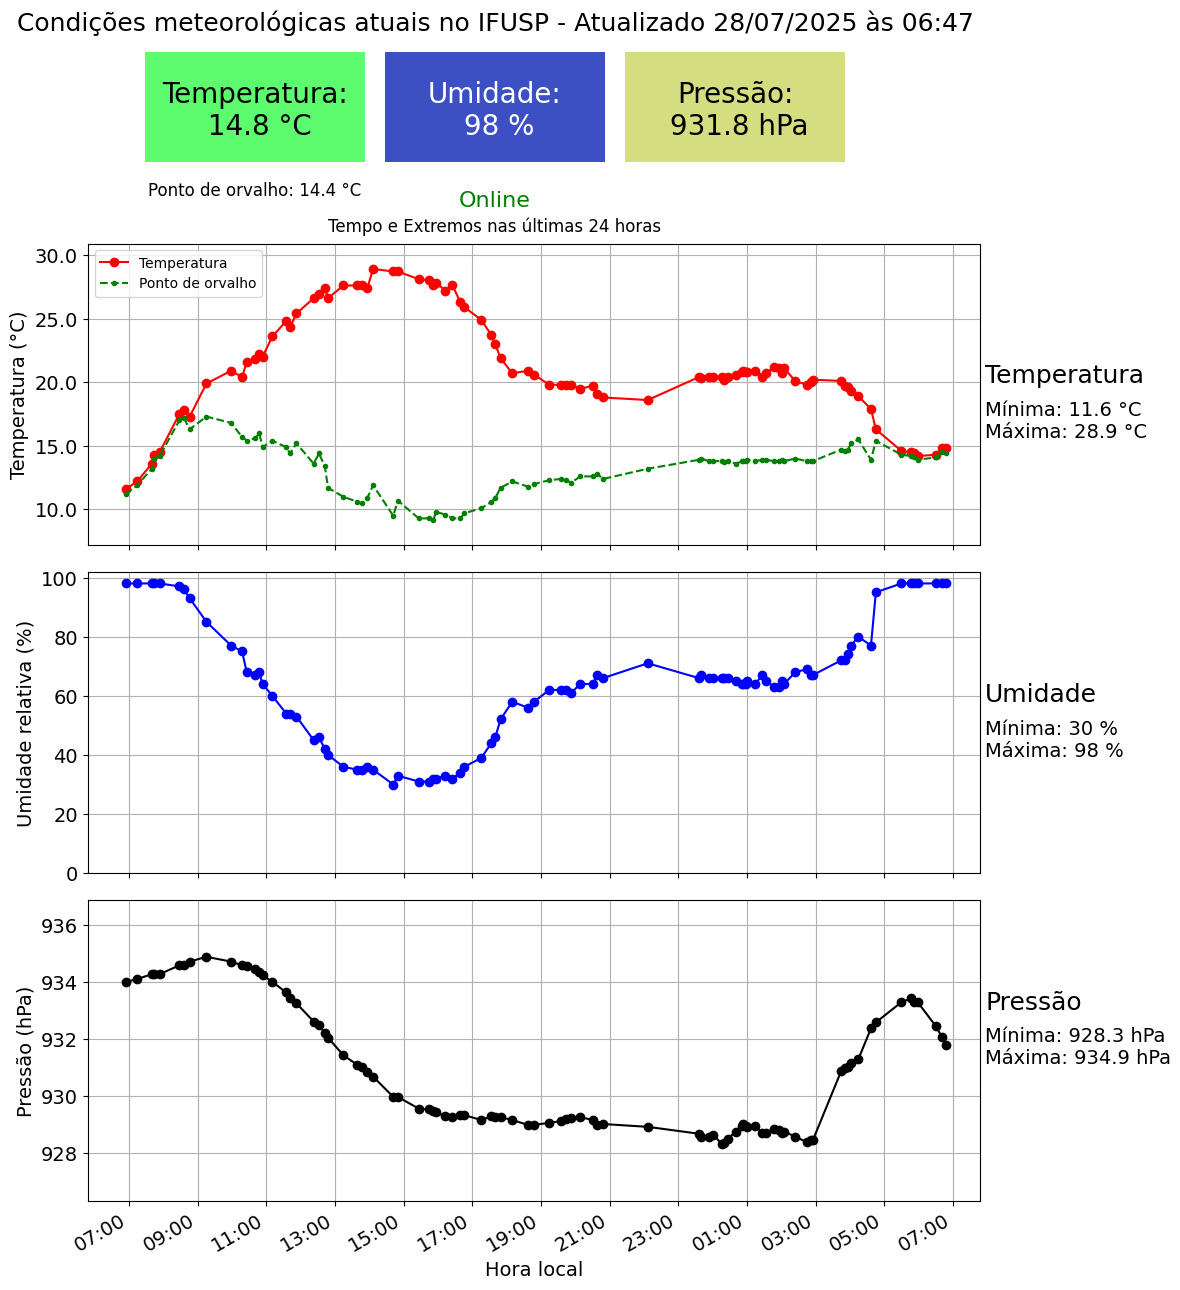 Condições meteorológicas atuais no IFUSP - Atualizado 28/07/2025 às 06:47
Temperatura:
14.8 °C
Umidade:
98 %
Pressão:
931.8 hPa
Ponto de orvalho: 14.4 °C
Online
Tempo e Extremos nas últimas 24 horas
Temperatura
Ponto de orvalho
Temperatura (°C)
30.0
25.0
20.0
15.0
10.0
Temperatura
Mínima: 11.6 °C
Máxima: 28.9 °C
Umidade relativa (%)
100
80
60
40
20
0
Umidade
Mínima: 30 %
Máxima: 98 %
Pressão (hPa)
936
934
932
930
928
Pressão
Mínima: 928.3 hPa
Máxima: 934.9 hPa
07:00
09:00
11:00
13:00
15:00
17:00
19:00
21:00
23:00
01:00
03:00
05:00
07:00
Hora local